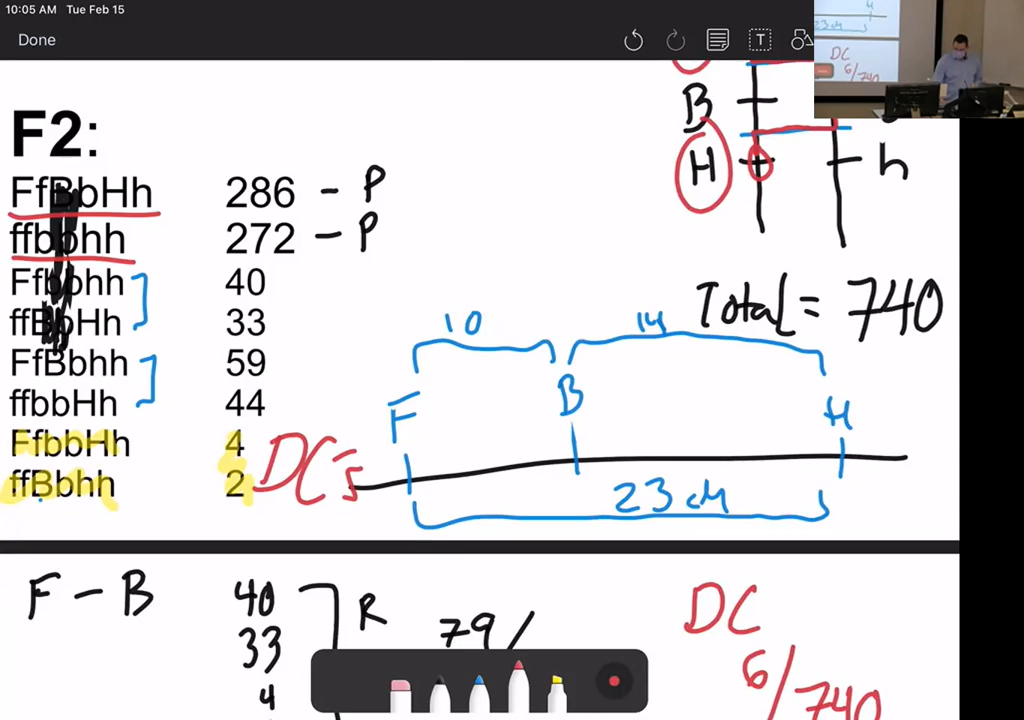 10:05 AM Tue Feb 15
Done
T
F2:
FfBbHh 286 - P
ffbbhh 272 - P
Ffbbhh 40
ffBbHh 33
FfBbhh 59
ffbbHh 44
FfbbHh 4
ffBbhh 2
DC's
B
H h
Total = 740
10 14
F B H
23 cM
F - B 40 R 79/
33
4
DC
6/740
DC
6/740
23 cM
H